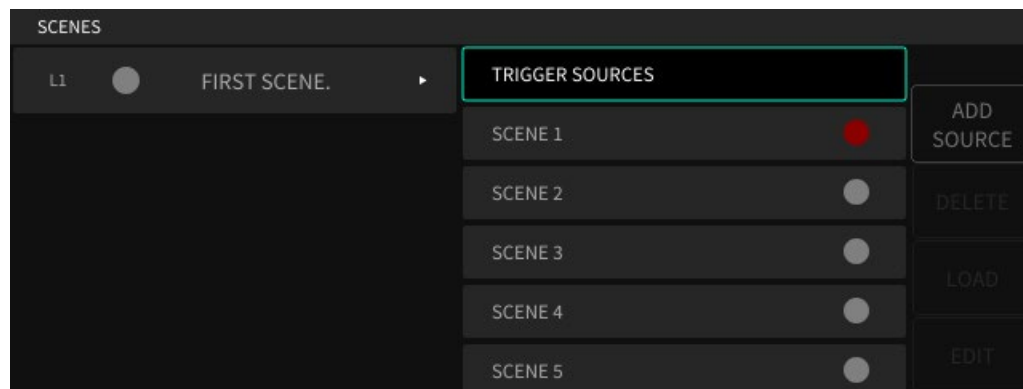 SCENES
L1 FIRST SCENE.
TRIGGER SOURCES
SCENE 1
SCENE 2
SCENE 3
SCENE 4
SCENE 5
ADD
SOURCE
DELETE
LOAD
EDIT